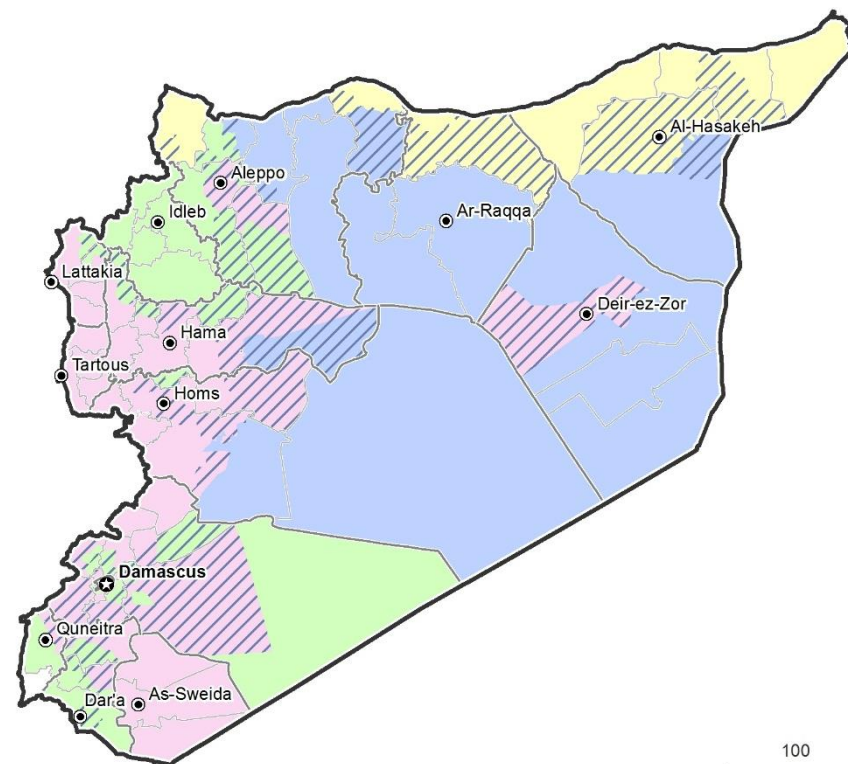 Al-Hasakeh
Aleppo
Idleb
Ar-Raqqa
Lattakia
Deir-ez-Zor
Hama
Tartous
Homs
Damascus
Quneitra
As-Sweida
Dar'a
100